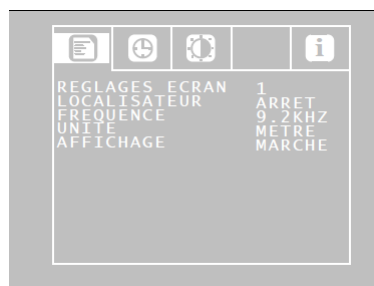 i
REGLAGES ECRAN 1
LOCALISATEUR ARRET
FREQUENCE 9.2KHZ
UNITE METRE
AFFICHAGE MARCHE